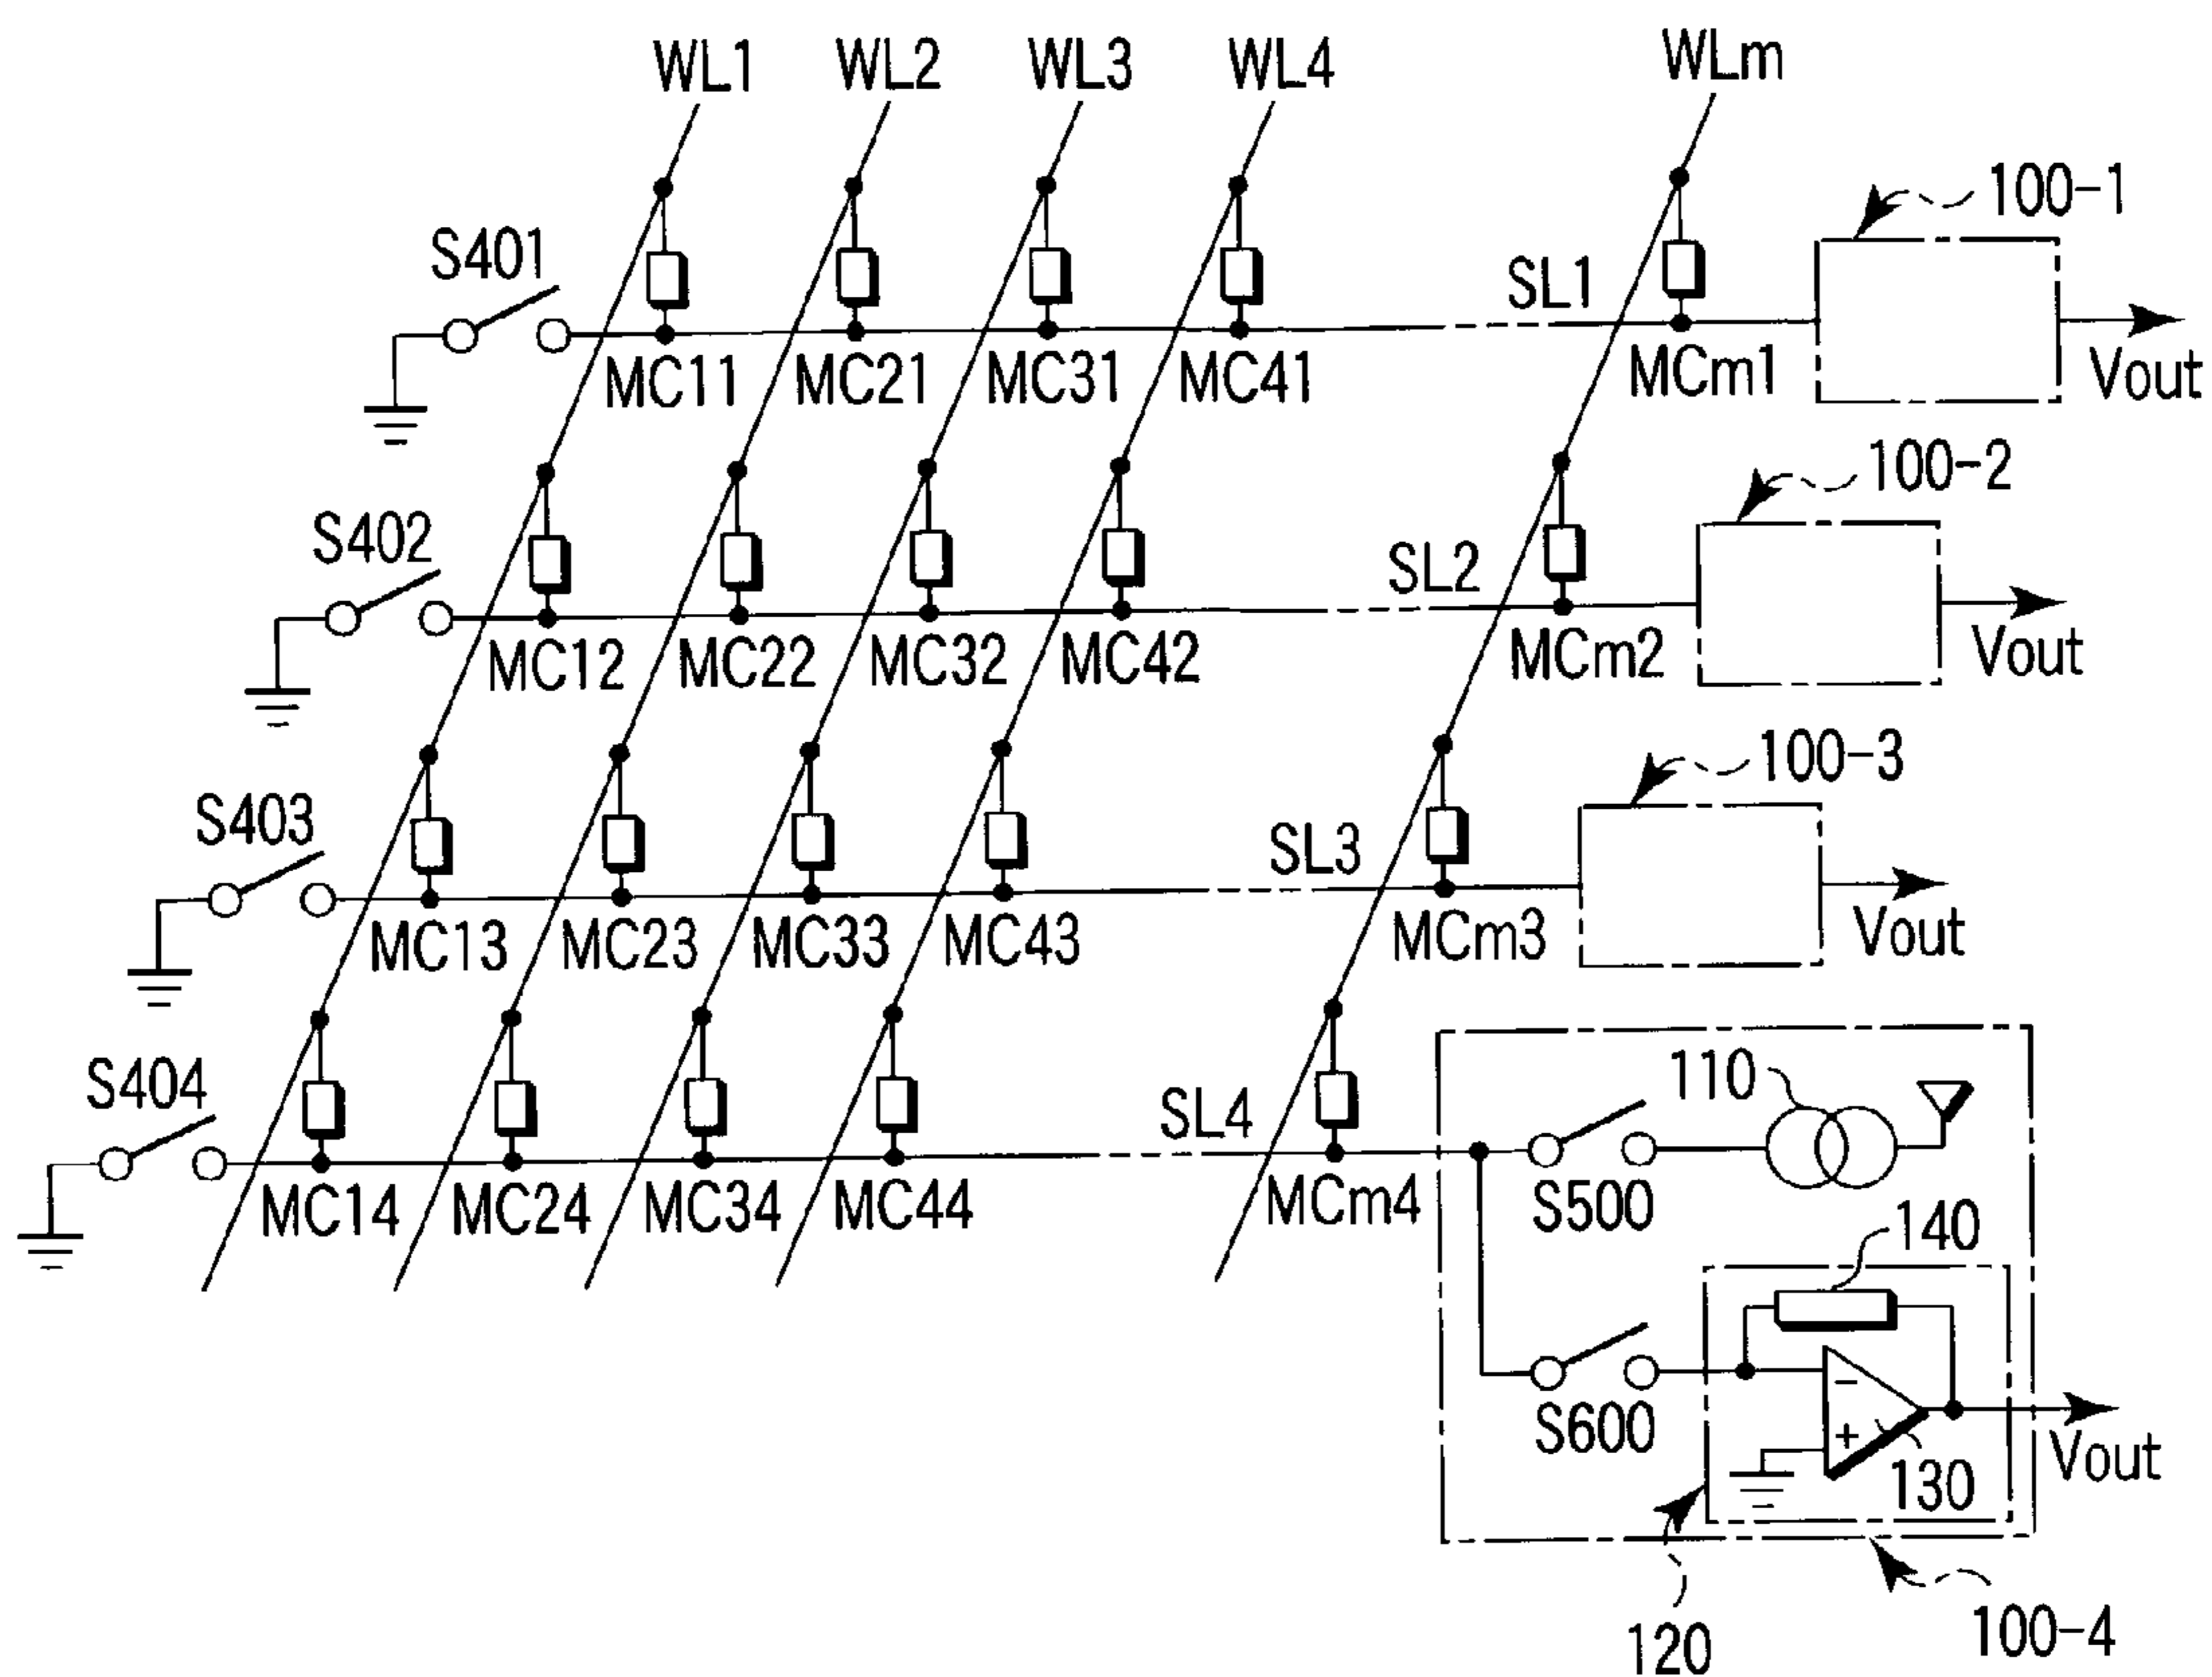 WL1 WL2 WL3 WL4 WLm
100-1
S401
SL1
MC11 MC21 MC31 MC41 MCm1
Vout
100-2
S402
SL2
MC12 MC22 MC32 MC42 MCm2
Vout
100-3
S403
SL3
MC13 MC23 MC33 MC43 MCm3
Vout
S404
110
SL4
MC14 MC24 MC34 MC44 MCm4
S500
140
−
+
S600
130
Vout
120
100-4